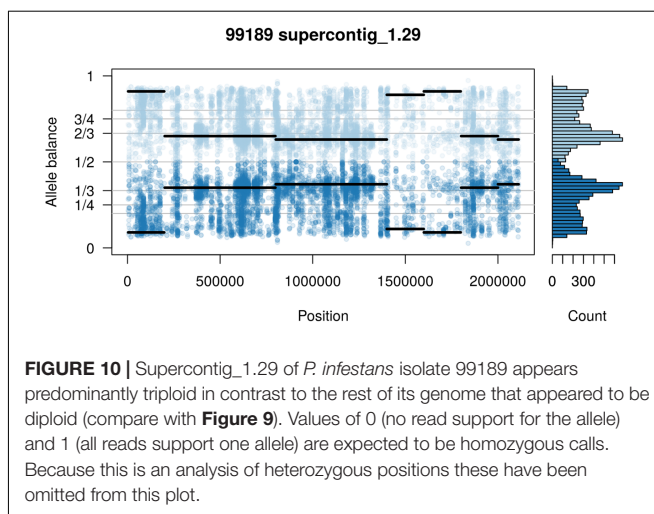 99189 supercontig_1.29
1
3/4
2/3
1/2
1/3
1/4
0
Allele balance
0 500000 1000000 1500000 2000000
Position
0 300
Count
FIGURE 10 | Supercontig_1.29 of P. infestans isolate 99189 appears
predominantly triploid in contrast to the rest of its genome that appeared to be
diploid (compare with Figure 9). Values of 0 (no read support for the allele)
and 1 (all reads support one allele) are expected to be homozygous calls.
Because this is an analysis of heterozygous positions these have been
omitted from this plot.